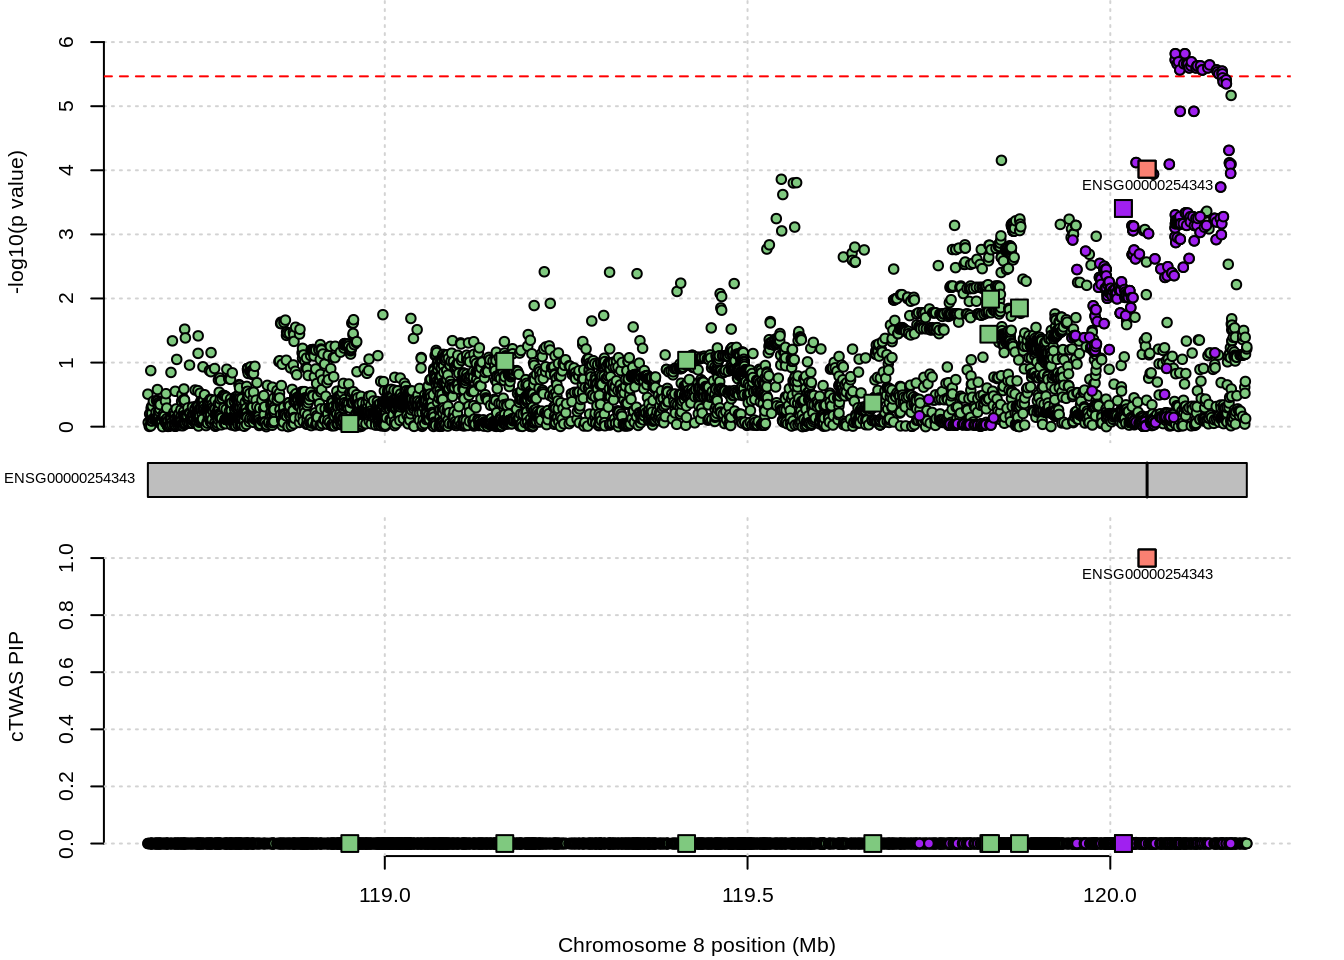 6
5
4
3
2
1
0
-log10(p value)
ENSG00000254343
ENSG00000254343
1.0
0.8
0.6
0.4
0.2
0.0
cTWAS PIP
ENSG00000254343
119.0 119.5 120.0
Chromosome 8 position (Mb)